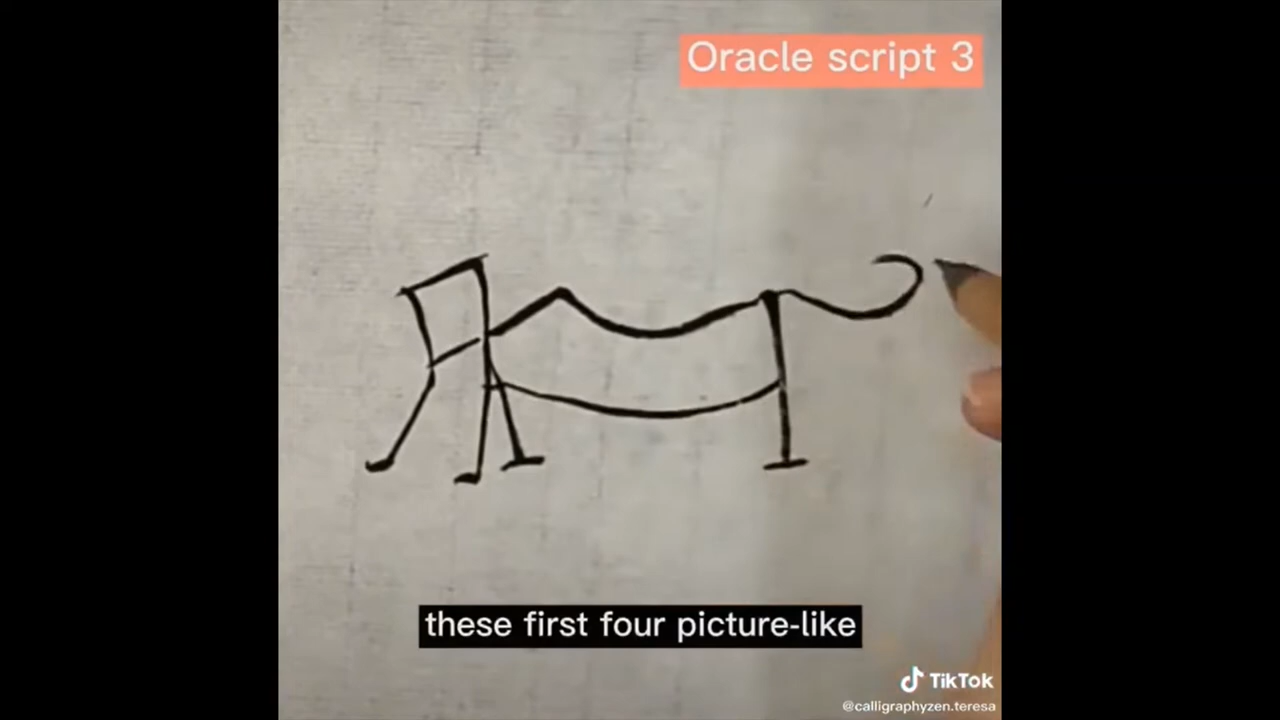 Oracle script 3
these first four picture-like
TikTok
@calligraphyzen.teresa